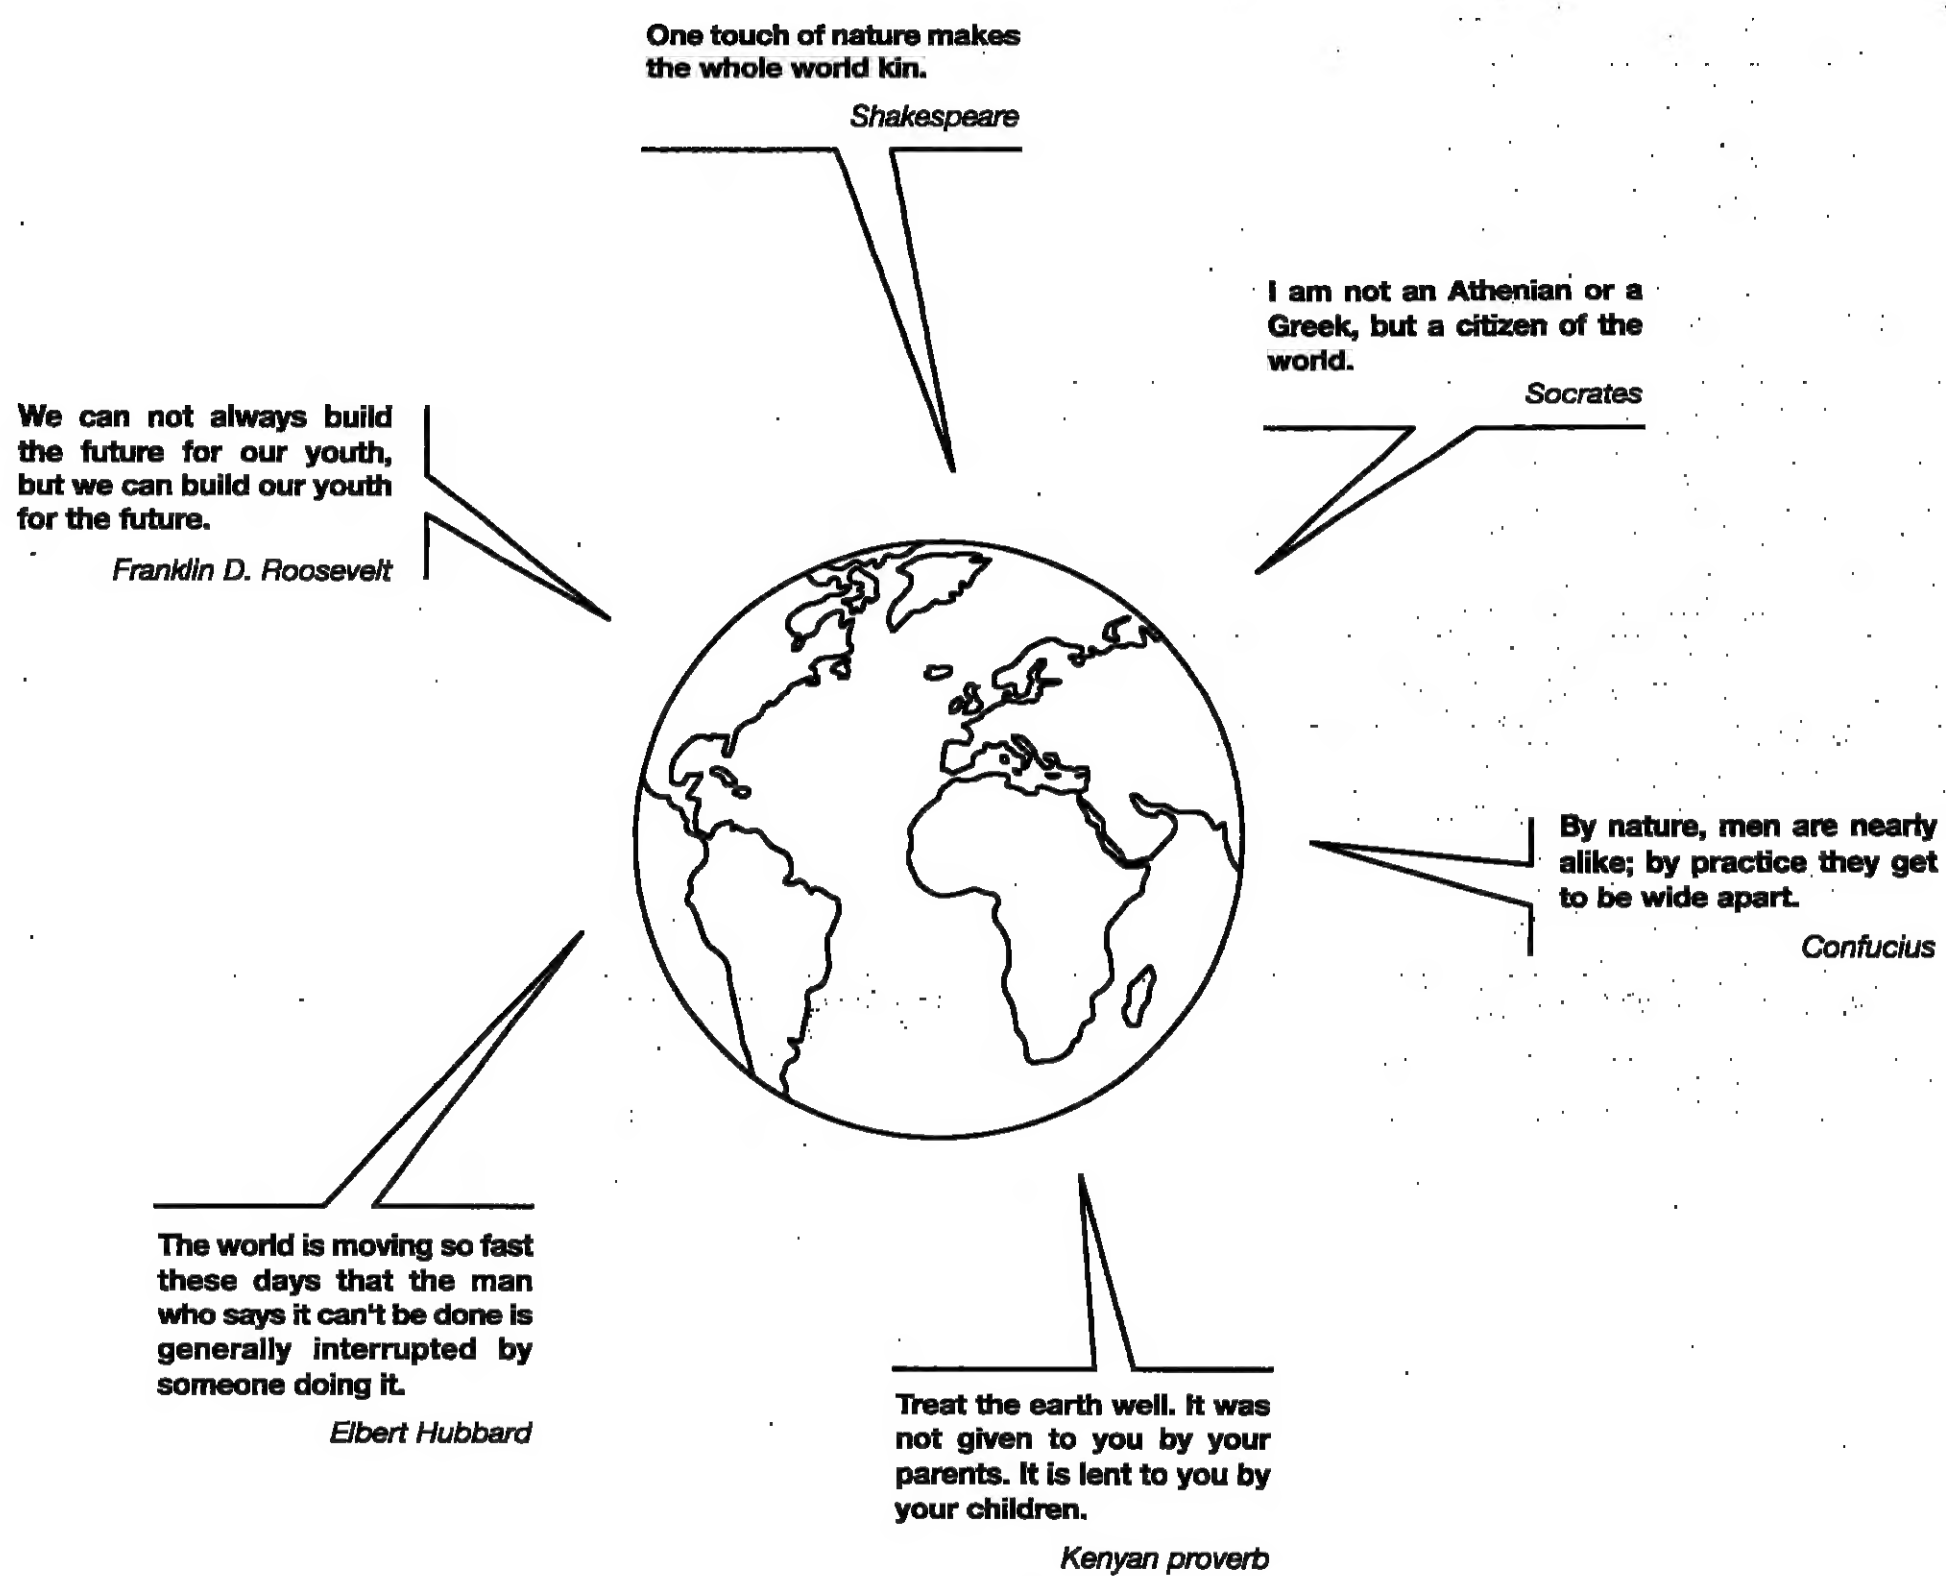 One touch of nature makes
the whole world kin.
Shakespeare
I am not an Athenian or a
Greek, but a citizen of the
world.
Socrates
We can not always build
the future for our youth,
but we can build our youth
for the future.
Franklin D. Roosevelt
By nature, men are nearly
alike; by practice they get
to be wide apart.
Confucius
The world is moving so fast
these days that the man
who says it can't be done is
generally interrupted by
someone doing it.
Elbert Hubbard
Treat the earth well. It was
not given to you by your
parents. It is lent to you by
your children.
Kenyan proverb